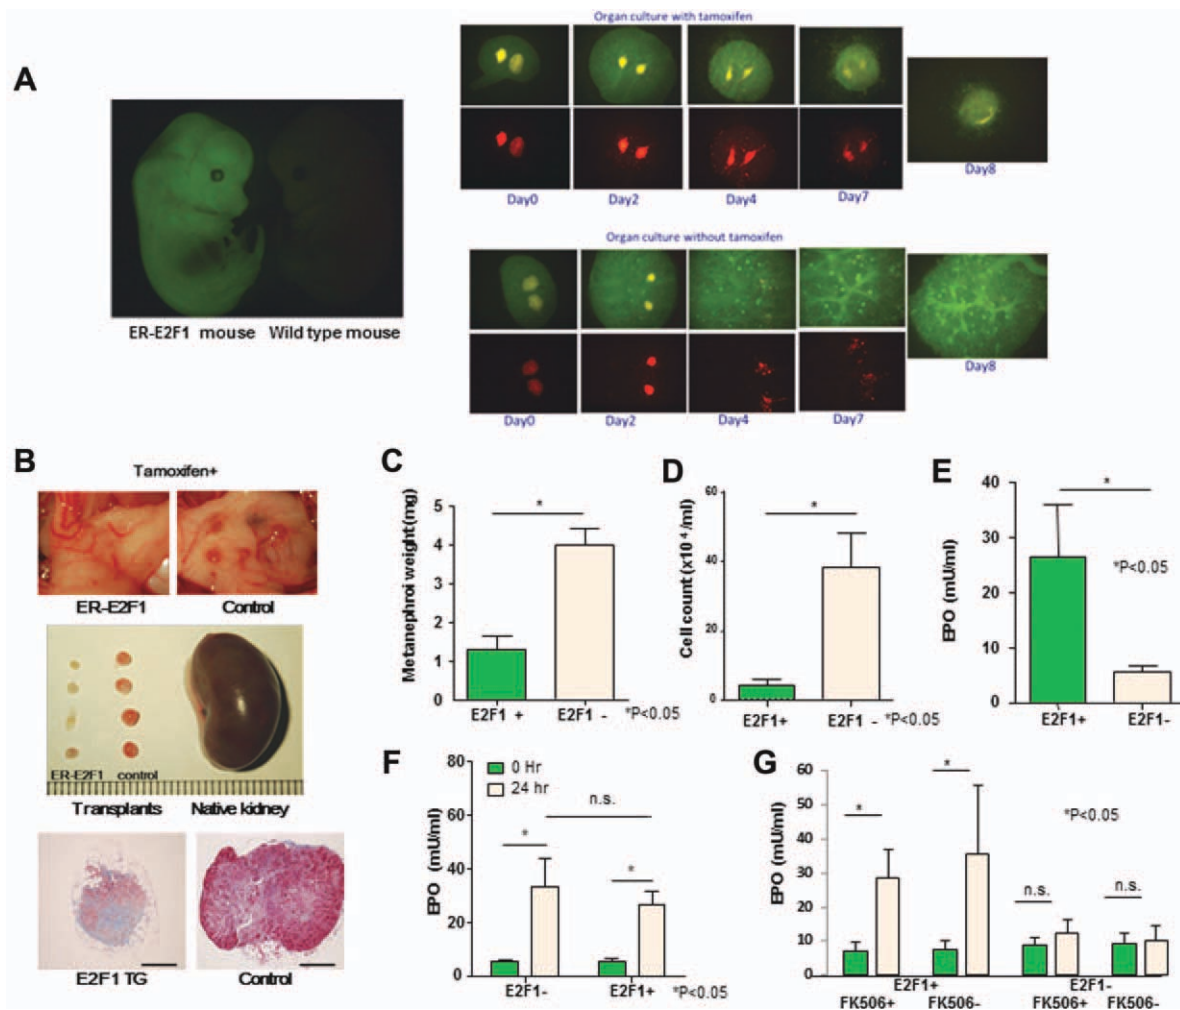 A
Organ culture with tamoxifen
Day0
Day2
Day4
Day7
Day8
ER-E2F1 mouse
Wild type mouse
Organ culture without tamoxifen
Day0
Day2
Day4
Day7
Day8
B
Tamoxifen+
ER-E2F1
Control
ER-E2F1
control
Transplants
Native kidney
E2F1 TG
Control
C
Metanephroi weight(mg)
5
4
3
2
1
0
*
E2F1 +
E2F1 -
*P<0.05
D
Cell count (x10 4 /ml)
60
40
20
0
*
E2F1+
E2F1 -
*P<0.05
E
EPO (mU/ml)
40
30
20
10
0
*
*P<0.05
E2F1+
E2F1-
F
EPO (mU/ml)
80
60
40
20
0
0 Hr
24 hr
n.s.
*
*
E2F1-
E2F1+
*P<0.05
G
EPO (mU/ml)
60
50
40
30
20
10
0
*
*
*P<0.05
n.s.
n.s.
E2F1+
E2F1-
FK506+
FK506-
FK506+
FK506-